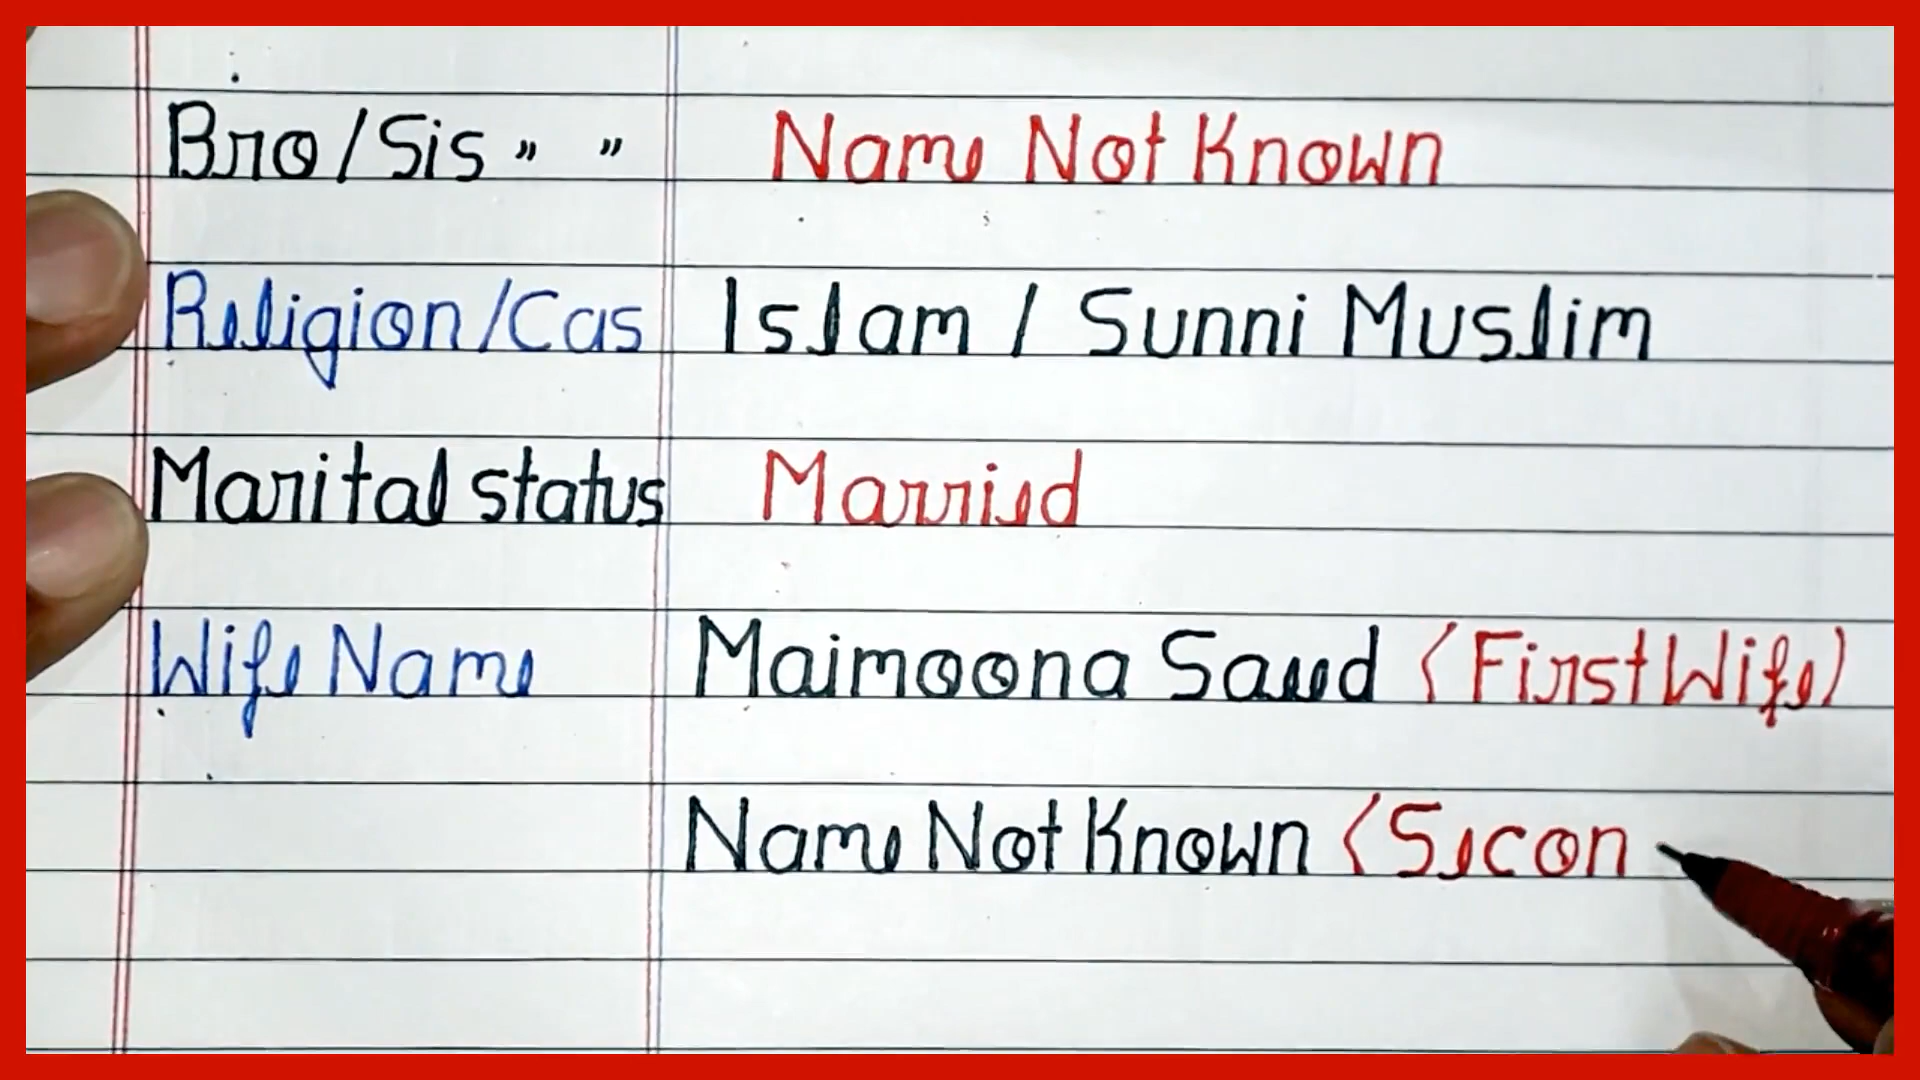 Bro/Sis " " Name Not Known
Religion/Cas Islam / Sunni Muslim
Marital status Married
Wife Name Maimoona Saeed (First Wife)
Name Not Known (Secon